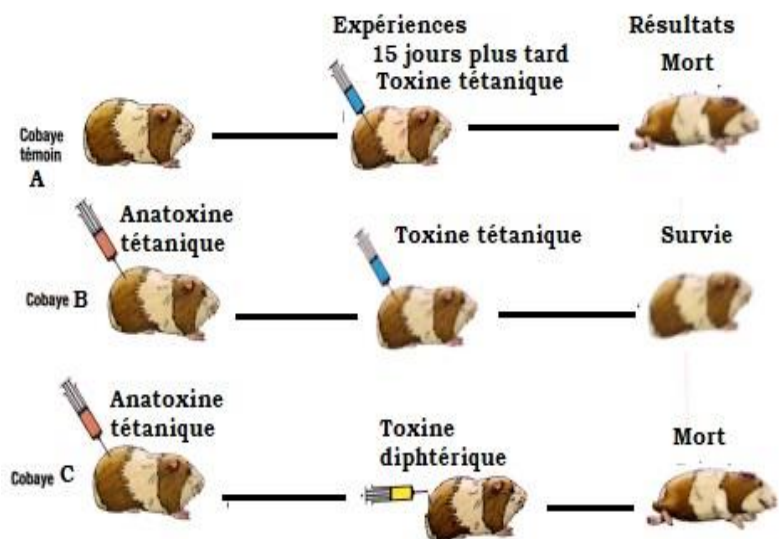 Expériences
Résultats
15 jours plus tard
Toxine tétanique
Mort
Cobaye
témoin
A
Anatoxine
tétanique
Toxine tétanique
Survie
Cobaye B
Anatoxine
tétanique
Toxine
diphtérique
Mort
Cobaye C